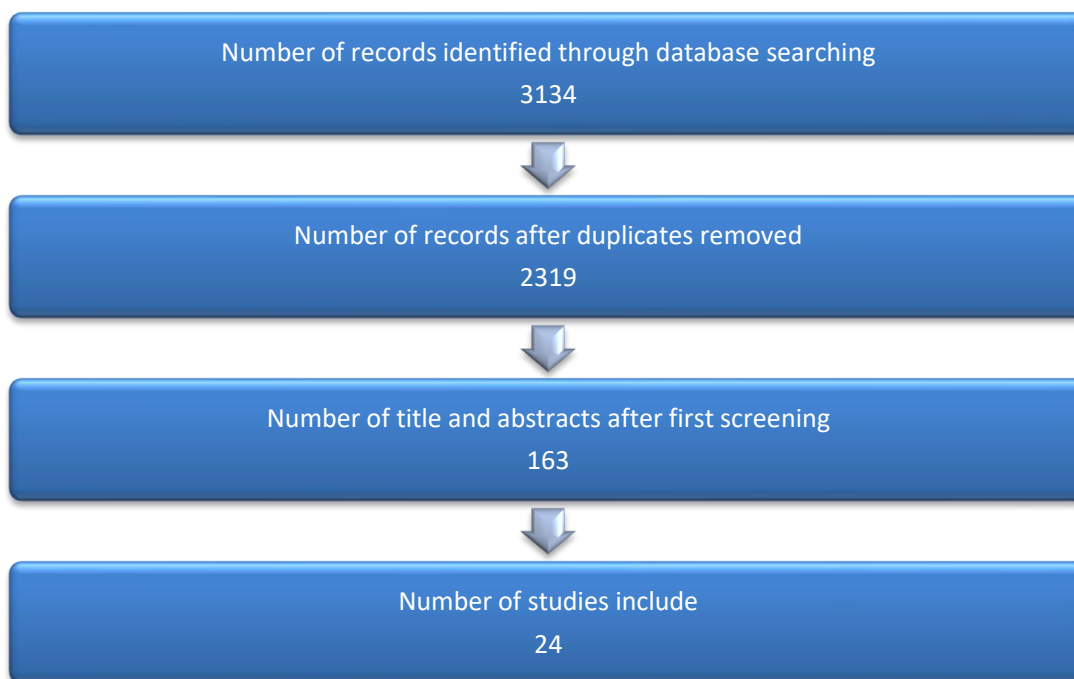 Number of records identified through database searching
3134
Number of records after duplicates removed
2319
Number of title and abstracts after first screening
163
Number of studies include
24